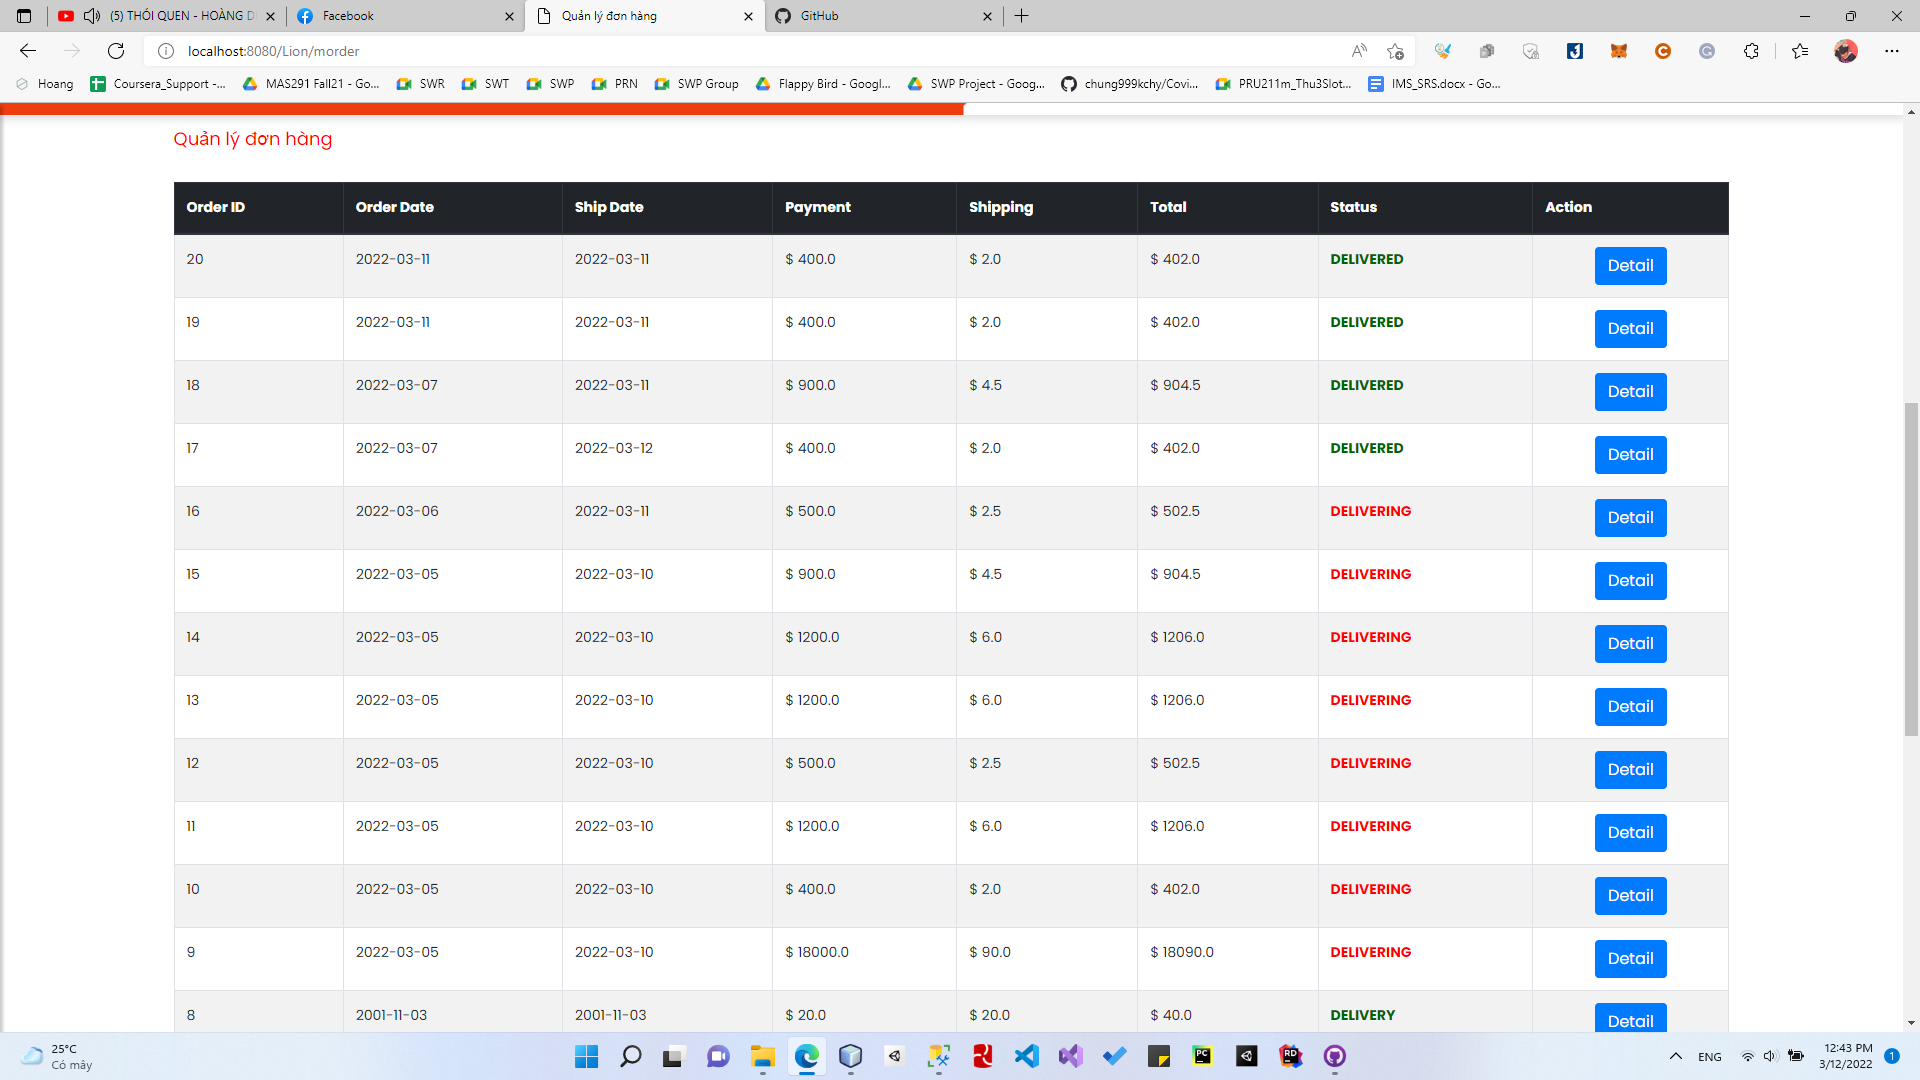 (5) THÓI QUEN - HOÀNG D
Facebook
Quản lý đơn hàng
GitHub
localhost:8080/Lion/morder
Hoang
Coursera_Support -...
MAS291 Fall21 - Go...
SWR
SWT
SWP
PRN
SWP Group
Flappy Bird - Googl...
SWP Project - Goog...
chung999kchy/Covi...
PRU211m_Thu3Slot...
IMS_SRS.docx - Go...
Quản lý đơn hàng
Order ID Order Date Ship Date Payment Shipping Total Status Action
20 2022-03-11 2022-03-11 $ 400.0 $ 2.0 $ 402.0 DELIVERED Detail
19 2022-03-11 2022-03-11 $ 400.0 $ 2.0 $ 402.0 DELIVERED Detail
18 2022-03-07 2022-03-11 $ 900.0 $ 4.5 $ 904.5 DELIVERED Detail
17 2022-03-07 2022-03-12 $ 400.0 $ 2.0 $ 402.0 DELIVERED Detail
16 2022-03-06 2022-03-11 $ 500.0 $ 2.5 $ 502.5 DELIVERING Detail
15 2022-03-05 2022-03-10 $ 900.0 $ 4.5 $ 904.5 DELIVERING Detail
14 2022-03-05 2022-03-10 $ 1200.0 $ 6.0 $ 1206.0 DELIVERING Detail
13 2022-03-05 2022-03-10 $ 1200.0 $ 6.0 $ 1206.0 DELIVERING Detail
12 2022-03-05 2022-03-10 $ 500.0 $ 2.5 $ 502.5 DELIVERING Detail
11 2022-03-05 2022-03-10 $ 1200.0 $ 6.0 $ 1206.0 DELIVERING Detail
10 2022-03-05 2022-03-10 $ 400.0 $ 2.0 $ 402.0 DELIVERING Detail
9 2022-03-05 2022-03-10 $ 18000.0 $ 90.0 $ 18090.0 DELIVERING Detail
8 2001-11-03 2001-11-03 $ 20.0 $ 20.0 $ 40.0 DELIVERY Detail
25°C
Có mây
ENG
12:43 PM
3/12/2022
1